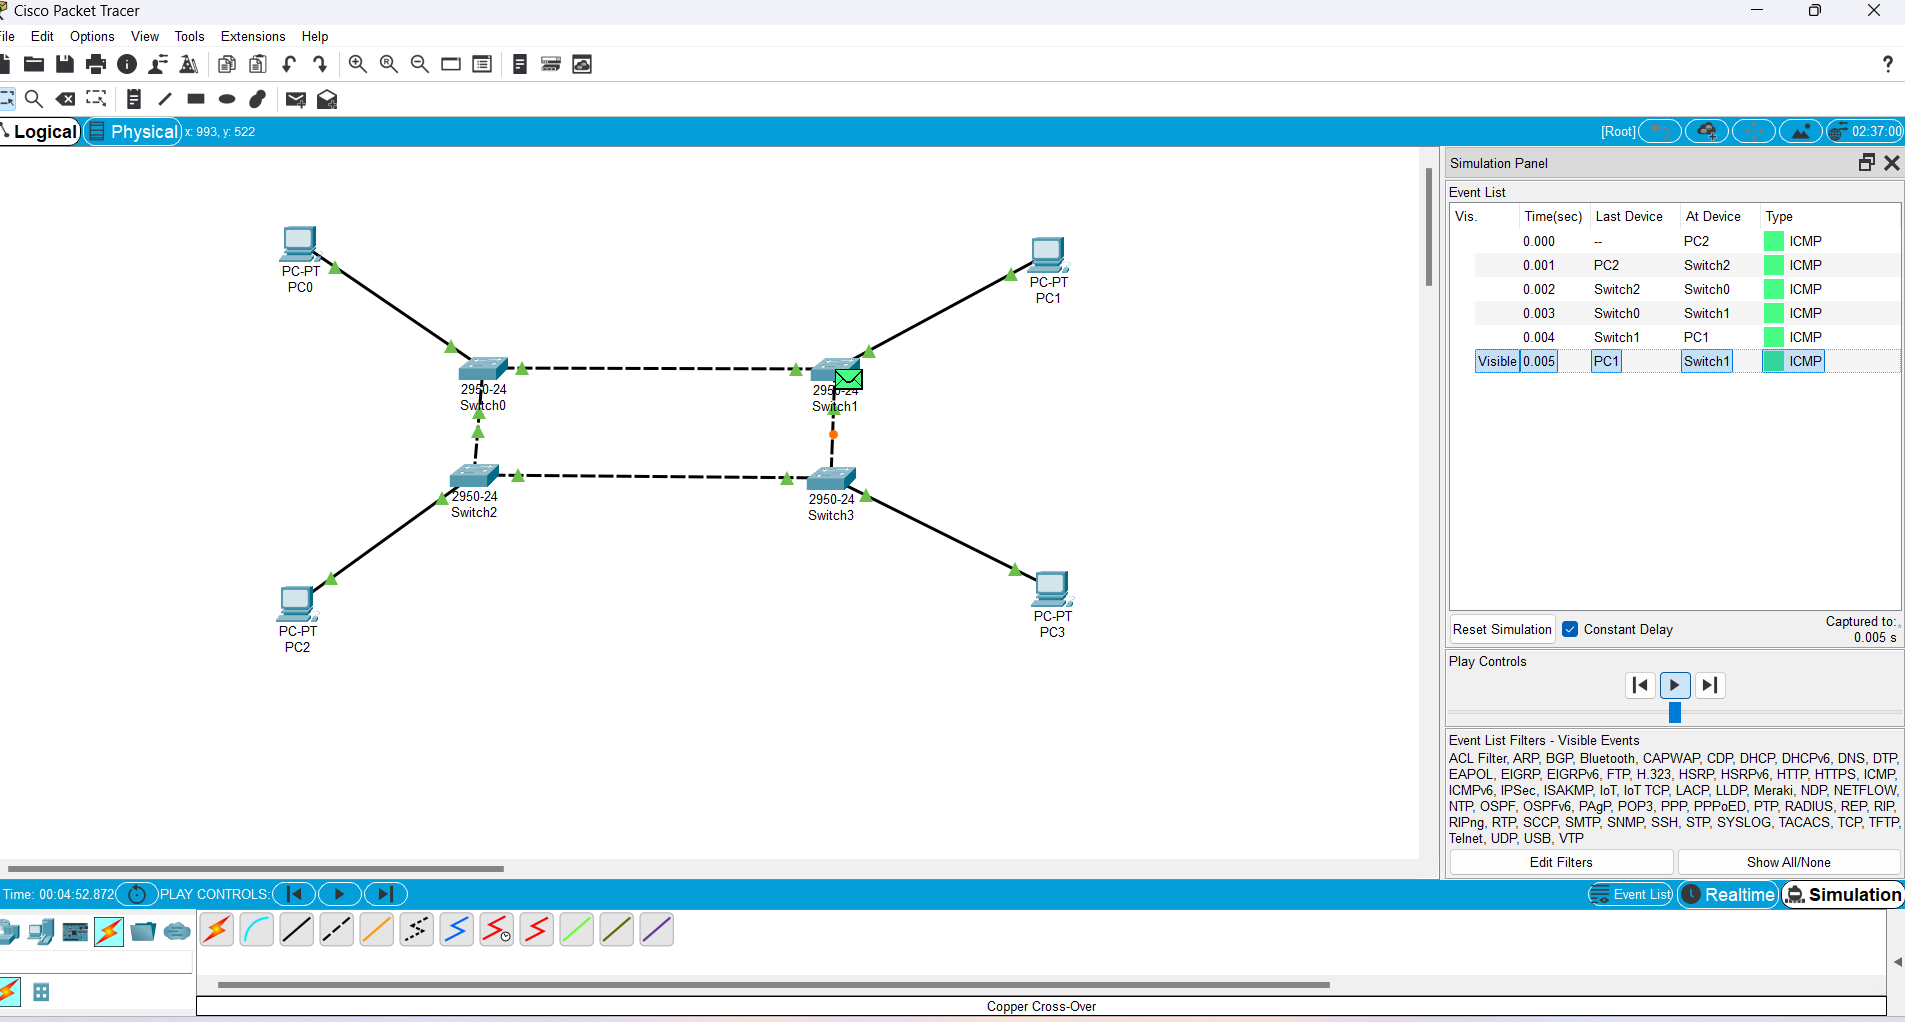 Cisco Packet Tracer
ile Edit Options View Tools Extensions Help
Logical Physical x: 993, y: 522 [Root] 02:37:00
Simulation Panel
Event List
Vis. Time(sec) Last Device At Device Type
0.000 -- PC2 ICMP
0.001 PC2 Switch2 ICMP
0.002 Switch2 Switch0 ICMP
0.003 Switch0 Switch1 ICMP
0.004 Switch1 PC1 ICMP
Visible 0.005 PC1 Switch1 ICMP
PC-PT
PC0
PC-PT
PC1
2950-24
Switch0
2950-24
Switch1
2950-24
Switch2
2950-24
Switch3
PC-PT
PC2
PC-PT
PC3
Reset Simulation Constant Delay Captured to:
0.005 s
Play Controls
Event List Filters - Visible Events
ACL Filter, ARP, BGP, Bluetooth, CAPWAP, CDP, DHCP, DHCPv6, DNS, DTP,
EAPOL, EIGRP, EIGRPv6, FTP, H.323, HSRP, HSRPv6, HTTP, HTTPS, ICMP,
ICMPv6, IPSec, ISAKMP, IoT, IoT TCP, LACP, LLDP, Meraki, NDP, NETFLOW,
NTP, OSPF, OSPFv6, PAgP, POP3, PPP, PPPoED, PTP, RADIUS, REP, RIP,
RIPng, RTP, SCCP, SMTP, SNMP, SSH, STP, SYSLOG, TACACS, TCP, TFTP,
Telnet, UDP, USB, VTP
Edit Filters Show All/None
Time: 00:04:52.872 PLAY CONTROLS: Event List Realtime Simulation
Copper Cross-Over